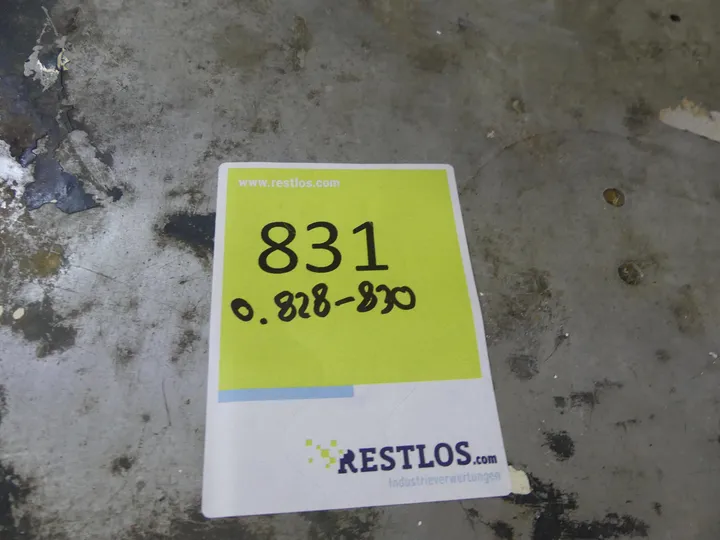 www.restlos.com
831
o. 828-830
RESTLOS.com
Industrieverwertungen